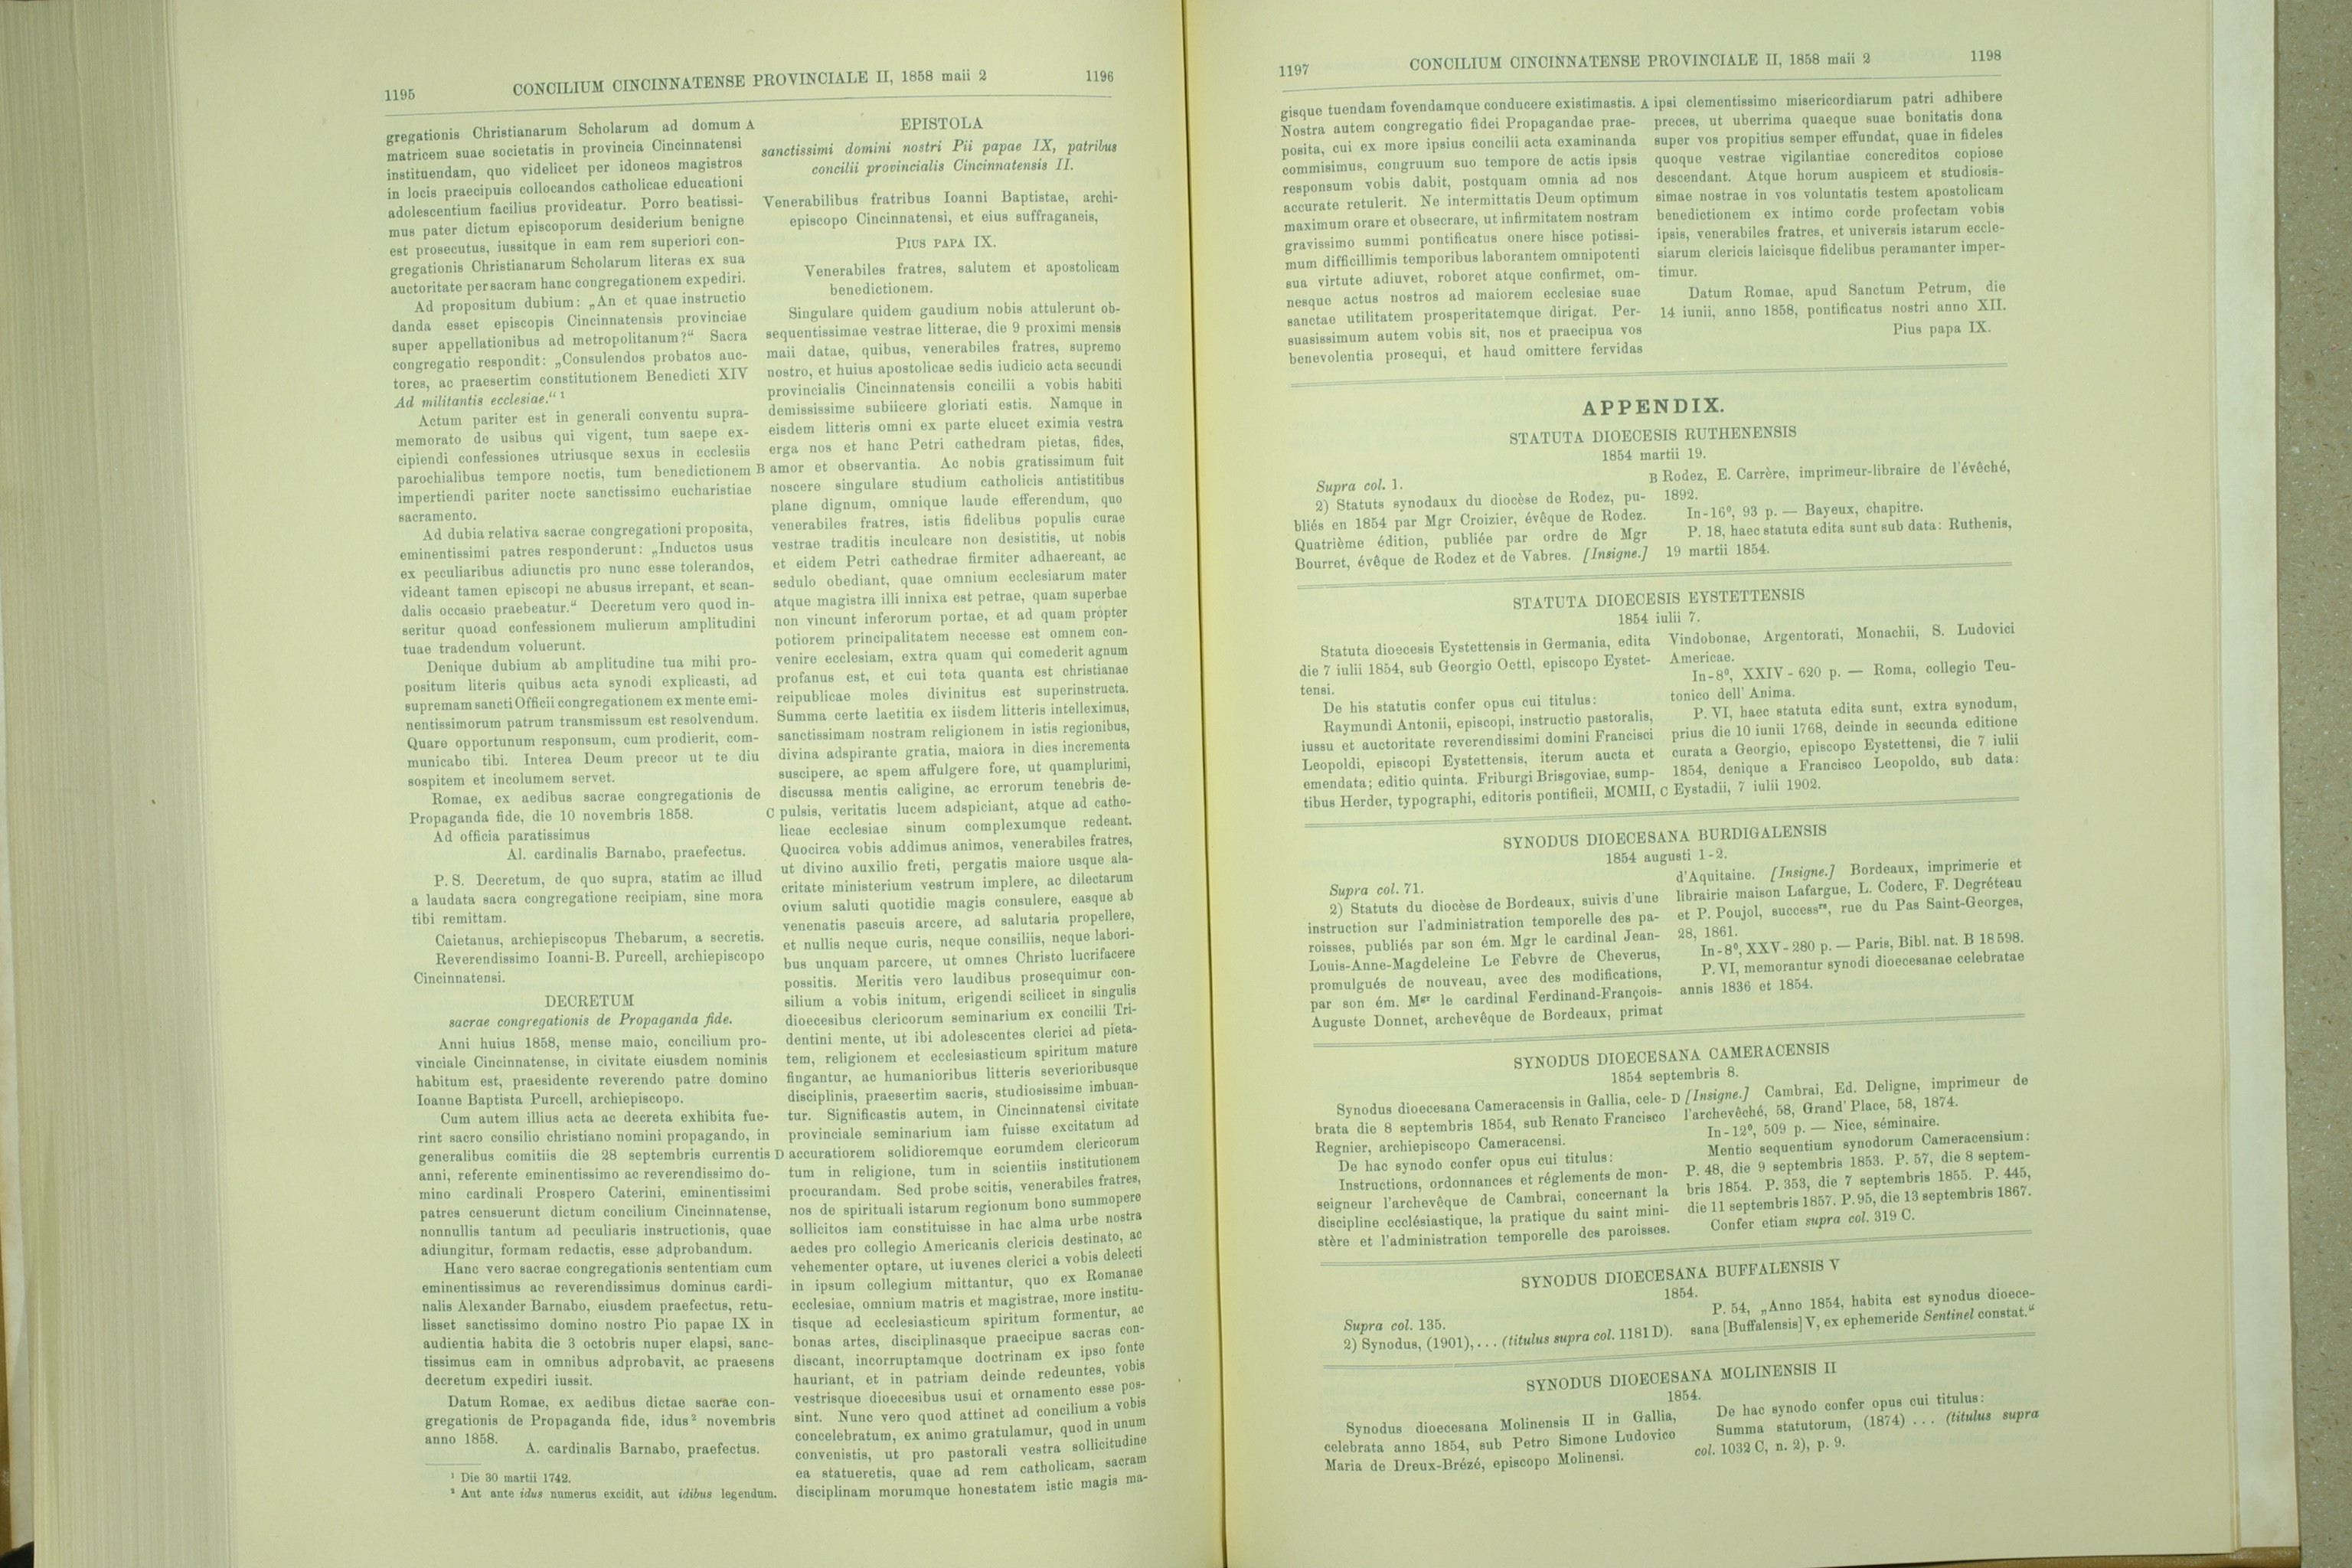 1195
CONCILIUM CINCINNATENSE PROVINCIALE II, 1858 maii 2
1196
gregationis Christianarum Scholarum ad domum A
matricem suae societatis in provincia Cincinnatensi
instituendam, quo videlicet per idoneos magistros
in locis praecipuis collocandos catholicae educationi
adolescentium facilius provideatur. Porro beatissi-
mus pater dictum episcoporum desiderium benigne
est prosecutus, iussitque in eam rem superiori con-
gregationis Christianarum Scholarum literas ex sua
auctoritate per sacram hanc congregationem expediri.
Ad propositum dubium: „An et quae instructio
danda esset episcopis Cincinnatensis provinciae
super appellationibus ad metropolitanum?“ Sacra
congregatio respondit: „Consulendos probatos auc-
tores, ac praesertim constitutionem Benedicti XIV
Ad militantis ecclesiae.“ ¹
Actum pariter est in generali conventu supra-
memorato de usibus qui vigent, tum saepe ex-
cipiendi confessiones utriusque sexus in ecclesiis
parochialibus tempore noctis, tum benedictionem B
impertiendi pariter nocte sanctissimo eucharistiae
sacramento.
Ad dubia relativa sacrae congregationi proposita,
eminentissimi patres responderunt: „Inductos usus
ex peculiaribus adiunctis pro nunc esse tolerandos,
videant tamen episcopi ne abusus irrepant, et scan-
dalis occasio praebeatur.“ Decretum vero quod in-
seritur quoad confessionem mulierum amplitudini
tuae tradendum voluerunt.
Denique dubium ab amplitudine tua mihi pro-
positum literis quibus acta synodi explicasti, ad
supremam sancti Officii congregationem ex mente emi-
nentissimorum patrum transmissum est resolvendum.
Quare opportunum responsum, cum prodierit, com-
municabo tibi. Interea Deum precor ut te diu
sospitem et incolumem servet.
Romae, ex aedibus sacrae congregationis de
Propaganda fide, die 10 novembris 1858.
Ad officia paratissimus
Al. cardinalis Barnabo, praefectus.
P. S. Decretum, de quo supra, statim ac illud
a laudata sacra congregatione recipiam, sine mora
tibi remittam.
Caietanus, archiepiscopus Thebarum, a secretis.
Reverendissimo Ioanni-B. Purcell, archiepiscopo
Cincinnatensi.
DECRETUM
sacrae congregationis de Propaganda fide.
Anni huius 1858, mense maio, concilium pro-
vinciale Cincinnatense, in civitate eiusdem nominis
habitum est, praesidente reverendo patre domino
Ioanne Baptista Purcell, archiepiscopo.
Cum autem illius acta ac decreta exhibita fue-
rint sacro consilio christiano nomini propagando, in
generalibus comitiis die 28 septembris currentis D
anni, referente eminentissimo ac reverendissimo do-
mino cardinali Prospero Caterini, eminentissimi
patres censuerunt dictum concilium Cincinnatense,
nonnullis tantum ad peculiaris instructionis, quae
adiungitur, formam redactis, esse adprobandum.
Hanc vero sacrae congregationis sententiam cum
eminentissimus ac reverendissimus dominus cardi-
nalis Alexander Barnabo, eiusdem praefectus, retu-
lisset sanctissimo domino nostro Pio papae IX in
audientia habita die 3 octobris nuper elapsi, sanc-
tissimus eam in omnibus adprobavit, ac praesens
decretum expediri iussit.
Datum Romae, ex aedibus dictae sacrae con-
gregationis de Propaganda fide, idus ² novembris
anno 1858.
A. cardinalis Barnabo, praefectus.
¹ Die 30 martii 1742.
² Aut ante idus numerus excidit, aut idibus legendum.
EPISTOLA
sanctissimi domini nostri Pii papae IX, patribus
concilii provincialis Cincinnatensis II.
Venerabilibus fratribus Ioanni Baptistae, archi-
episcopo Cincinnatensi, et eius suffraganeis,
PIUS PAPA IX.
Venerabiles fratres, salutem et apostolicam
benedictionem.
Singulare quidem gaudium nobis attulerunt ob-
sequentissimae vestrae litterae, die 9 proximi mensis
maii datae, quibus, venerabiles fratres, supremo
nostro, et huius apostolicae sedis iudicio acta secundi
provincialis Cincinnatensis concilii a vobis habiti
demississime subiicere gloriati estis. Namque in
eisdem litteris omni ex parte elucet eximia vestra
erga nos et hanc Petri cathedram pietas, fides,
amor et observantia. Ac nobis gratissimum fuit
noscere singulare studium catholicis antistitibus
plane dignum, omnique laude efferendum, quo
venerabiles fratres, istis fidelibus populis curae
vestrae traditis inculcare non desistitis, ut nobis
et eidem Petri cathedrae firmiter adhaereant, ac
sedulo obediant, quae omnium ecclesiarum mater
atque magistra illi innixa est petrae, quam superbae
non vincunt inferorum portae, et ad quam propter
potiorem principalitatem necesse est omnem con-
venire ecclesiam, extra quam qui comederit agnum
profanus est, et cui tota quanta est christianae
reipublicae moles divinitus est superinstructa.
Summa certe laetitia ex iisdem litteris intelleximus,
sanctissimam nostram religionem in istis regionibus,
divina adspirante gratia, maiora in dies incrementa
suscipere, ac spem affulgere fore, ut quamplurimi,
discussa mentis caligine, ac errorum tenebris de-
C pulsis, veritatis lucem adspiciant, atque ad catho-
licae ecclesiae sinum complexumque redeant.
Quocirca vobis addimus animos, venerabiles fratres,
ut divino auxilio freti, pergatis maiore usque ala-
critate ministerium vestrum implere, ac dilectarum
ovium saluti quotidie magis consulere, easque ab
venenatis pascuis arcere, ad salutaria propellere,
et nullis neque curis, neque consiliis, neque labori-
bus unquam parcere, ut omnes Christo lucrifacere
possitis. Meritis vero laudibus prosequimur con-
silium a vobis initum, erigendi scilicet in singulis
dioecesibus clericorum seminarium ex concilii Tri-
dentini mente, ut ibi adolescentes clerici ad pieta-
tem, religionem et ecclesiasticum spiritum mature
fingantur, ac humanioribus litteris severioribusque
disciplinis, praesertim sacris, studiosissime imbuan-
tur. Significastis autem, in Cincinnatensi civitate
provinciale seminarium iam fuisse excitatum ad
accuratiorem solidioremque eorumdem clericorum
tum in religione, tum in scientiis institutionem
procurandam. Sed probe scitis, venerabiles fratres,
nos de spirituali istarum regionum bono summopere
sollicitos iam constituisse in hac alma urbe nostra
aedes pro collegio Americanis clericis destinato, ac
vehementer optare, ut iuvenes clerici a vobis delecti
in ipsum collegium mittantur, quo ex Romanae
ecclesiae, omnium matris et magistrae, more institu-
tisque ad ecclesiasticum spiritum formentur, ac
bonas artes, disciplinasque praecipue sacras con-
discant, incorruptamque doctrinam ex ipso fonte
hauriant, et in patriam deinde redeuntes, vobis
vestrisque dioecesibus usui et ornamento esse pos-
sint. Nunc vero quod attinet ad concilium a vobis
concelebratum, ex animo gratulamur, quod in unum
convenistis, ut pro pastorali vestra sollicitudine
ea statueretis, quae ad rem catholicam, sacram
disciplinam morumque honestatem istic magis ma-
1197
CONCILIUM CINCINNATENSE PROVINCIALE II, 1858 maii 2
1198
gisque tuendam fovendamque conducere existimastis. A
Nostra autem congregatio fidei Propagandae prae-
posita, cui ex more ipsius concilii acta examinanda
commisimus, congruum suo tempore de actis ipsis
responsum vobis dabit, postquam omnia ad nos
accurate retulerit. Ne intermittatis Deum optimum
maximum orare et obsecrare, ut infirmitatem nostram
gravissimo summi pontificatus onere hisce potissi-
mum difficillimis temporibus laborantem omnipotenti
sua virtute adiuvet, roboret atque confirmet, om-
nesque actus nostros ad maiorem ecclesiae suae
sanctae utilitatem prosperitatemque dirigat. Per-
suasissimum autem vobis sit, nos et praecipua vos
benevolentia prosequi, et haud omittere fervidas
ipsi clementissimo misericordiarum patri adhibere
preces, ut uberrima quaeque suae bonitatis dona
super vos propitius semper effundat, quae in fideles
quoque vestrae vigilantiae concreditos copiose
descendant. Atque horum auspicem et studiosis-
simae nostrae in vos voluntatis testem apostolicam
benedictionem ex intimo corde profectam vobis
ipsis, venerabiles fratres, et universis istarum eccle-
siarum clericis laicisque fidelibus peramanter imper-
timur.
Datum Romae, apud Sanctum Petrum, die
14 iunii, anno 1858, pontificatus nostri anno XII.
Pius papa IX.
APPENDIX.
STATUTA DIOECESIS RUTHENENSIS
1854 martii 19.
Supra col. 1.
2) Statuts synodaux du diocèse de Rodez, pu-
bliés en 1854 par Mgr Croizier, évêque de Rodez.
Quatrième édition, publiée par ordre de Mgr
Bourret, évêque de Rodez et de Vabres. [Insigne.]
B Rodez, E. Carrère, imprimeur-libraire de l'évêché,
1892.
In-16⁰, 93 p. — Bayeux, chapitre.
P. 18, haec statuta edita sunt sub data: Ruthenis,
19 martii 1854.
STATUTA DIOECESIS EYSTETTENSIS
1854 iulii 7.
Statuta dioecesis Eystettensis in Germania, edita
die 7 iulii 1854, sub Georgio Oettl, episcopo Eystet-
tensi.
De his statutis confer opus cui titulus:
Raymundi Antonii, episcopi, instructio pastoralis,
iussu et auctoritate reverendissimi domini Francisci
Leopoldi, episcopi Eystettensis, iterum aucta et
emendata; editio quinta. Friburgi Brisgoviae, sump-
tibus Herder, typographi, editoris pontificii, MCMII, C
Vindobonae, Argentorati, Monachii, S. Ludovici
Americae.
In-8⁰, XXIV - 620 p. — Roma, collegio Teu-
tonico dell' Anima.
P. VI, haec statuta edita sunt, extra synodum,
prius die 10 iunii 1768, deinde in secunda editione
curata a Georgio, episcopo Eystettensi, die 7 iulii
1854, denique a Francisco Leopoldo, sub data:
Eystadii, 7 iulii 1902.
SYNODUS DIOECESANA BURDIGALENSIS
1854 augusti 1-2.
Supra col. 71.
2) Statuts du diocèse de Bordeaux, suivis d'une
instruction sur l'administration temporelle des pa-
roisses, publiés par son ém. Mgr le cardinal Jean-
Louis-Anne-Magdeleine Le Febvre de Cheverus,
promulgués de nouveau, avec des modifications,
par son ém. Mgr le cardinal Ferdinand-François-
Auguste Donnet, archevêque de Bordeaux, primat
d'Aquitaine. [Insigne.] Bordeaux, imprimerie et
librairie maison Lafargue, L. Coderc, F. Degréteau
et P. Poujol, successrs, rue du Pas Saint-Georges,
28, 1861.
In-8⁰, XXV - 280 p. — Paris, Bibl. nat. B 18598.
P. VI, memorantur synodi dioecesanae celebratae
annis 1836 et 1854.
SYNODUS DIOECESANA CAMERACENSIS
1854 septembris 8.
Synodus dioecesana Cameracensis in Gallia, cele- D
brata die 8 septembris 1854, sub Renato Francisco
Regnier, archiepiscopo Cameracensi.
De hac synodo confer opus cui titulus:
Instructions, ordonnances et réglements de mon-
seigneur l'archevêque de Cambrai, concernant la
discipline ecclésiastique, la pratique du saint mini-
stère et l'administration temporelle des paroisses.
[Insigne.] Cambrai, Ed. Deligne, imprimeur de
l'archevêché, 58, Grand' Place, 58, 1874.
In-12⁰, 509 p. — Nice, séminaire.
Mentio sequentium synodorum Cameracensium:
P. 48, die 9 septembris 1853. P. 57, die 8 septem-
bris 1854. P. 353, die 7 septembris 1855. P. 445,
die 11 septembris 1857. P. 95, die 13 septembris 1867.
Confer etiam supra col. 319 C.
SYNODUS DIOECESANA BUFFALENSIS V
1854.
Supra col. 135.
2) Synodus, (1901), . . . (titulus supra col. 1181 D).
P. 54, „Anno 1854, habita est synodus dioece-
sana [Buffalensis] V, ex ephemeride Sentinel constat.“
SYNODUS DIOECESANA MOLINENSIS II
1854.
Synodus dioecesana Molinensis II in Gallia,
celebrata anno 1854, sub Petro Simone Ludovico
Maria de Dreux-Brézé, episcopo Molinensi.
De hac synodo confer opus cui titulus:
Summa statutorum, (1874) . . . (titulus supra
col. 1032 C, n. 2), p. 9.